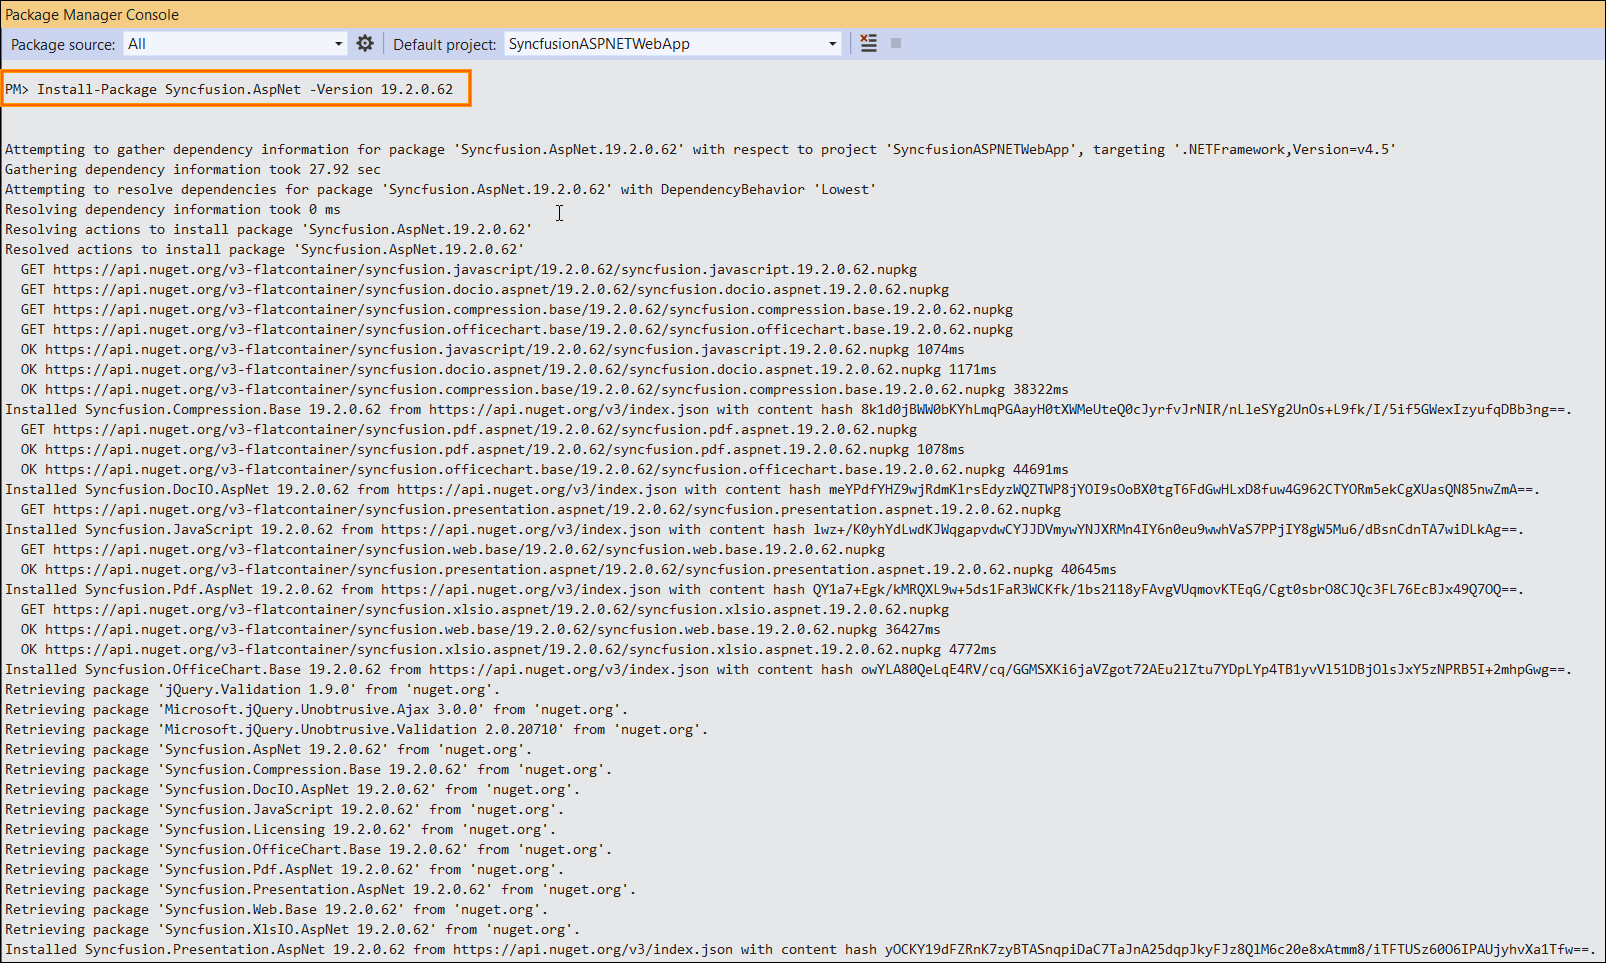 Package Manager Console
Package source: All Default project: SyncfusionASPNETWebApp
PM> Install-Package Syncfusion.AspNet -Version 19.2.0.62
Attempting to gather dependency information for package 'Syncfusion.AspNet.19.2.0.62' with respect to project 'SyncfusionASPNETWebApp', targeting '.NETFramework,Version=v4.5'
Gathering dependency information took 27.92 sec
Attempting to resolve dependencies for package 'Syncfusion.AspNet.19.2.0.62' with DependencyBehavior 'Lowest'
Resolving dependency information took 0 ms
Resolving actions to install package 'Syncfusion.AspNet.19.2.0.62'
Resolved actions to install package 'Syncfusion.AspNet.19.2.0.62'
GET https://api.nuget.org/v3-flatcontainer/syncfusion.javascript/19.2.0.62/syncfusion.javascript.19.2.0.62.nupkg
GET https://api.nuget.org/v3-flatcontainer/syncfusion.docio.aspnet/19.2.0.62/syncfusion.docio.aspnet.19.2.0.62.nupkg
GET https://api.nuget.org/v3-flatcontainer/syncfusion.compression.base/19.2.0.62/syncfusion.compression.base.19.2.0.62.nupkg
GET https://api.nuget.org/v3-flatcontainer/syncfusion.officechart.base/19.2.0.62/syncfusion.officechart.base.19.2.0.62.nupkg
OK https://api.nuget.org/v3-flatcontainer/syncfusion.javascript/19.2.0.62/syncfusion.javascript.19.2.0.62.nupkg 1074ms
OK https://api.nuget.org/v3-flatcontainer/syncfusion.docio.aspnet/19.2.0.62/syncfusion.docio.aspnet.19.2.0.62.nupkg 1171ms
OK https://api.nuget.org/v3-flatcontainer/syncfusion.compression.base/19.2.0.62/syncfusion.compression.base.19.2.0.62.nupkg 38322ms
Installed Syncfusion.Compression.Base 19.2.0.62 from https://api.nuget.org/v3/index.json with content hash 8k1d0jBWW0bKYhLmqPGAayH0tXWMeUteQ0cJyrfvJrNIR/nLleSYg2UnOs+L9fk/I/5if5GWexIzyufqDBb3ng==.
GET https://api.nuget.org/v3-flatcontainer/syncfusion.pdf.aspnet/19.2.0.62/syncfusion.pdf.aspnet.19.2.0.62.nupkg
OK https://api.nuget.org/v3-flatcontainer/syncfusion.pdf.aspnet/19.2.0.62/syncfusion.pdf.aspnet.19.2.0.62.nupkg 1078ms
OK https://api.nuget.org/v3-flatcontainer/syncfusion.officechart.base/19.2.0.62/syncfusion.officechart.base.19.2.0.62.nupkg 44691ms
Installed Syncfusion.DocIO.AspNet 19.2.0.62 from https://api.nuget.org/v3/index.json with content hash meYPdfYHZ9wjRdmKlrsEdyzWQZTWP8jYOI9sOoBX0tgT6FdGwHLxD8fuw4G962CTYORm5ekCgXUasQN85nwZmA==.
GET https://api.nuget.org/v3-flatcontainer/syncfusion.presentation.aspnet/19.2.0.62/syncfusion.presentation.aspnet.19.2.0.62.nupkg
Installed Syncfusion.JavaScript 19.2.0.62 from https://api.nuget.org/v3/index.json with content hash lwz+/K0yhYdLwdKJWqgapvdwCYJJDVmywYNJXRMn4IY6n0eu9wwhVaS7PPjIY8gW5Mu6/dBsnCdnTA7wiDLkAg==.
GET https://api.nuget.org/v3-flatcontainer/syncfusion.web.base/19.2.0.62/syncfusion.web.base.19.2.0.62.nupkg
OK https://api.nuget.org/v3-flatcontainer/syncfusion.presentation.aspnet/19.2.0.62/syncfusion.presentation.aspnet.19.2.0.62.nupkg 40645ms
Installed Syncfusion.Pdf.AspNet 19.2.0.62 from https://api.nuget.org/v3/index.json with content hash QY1a7+Egk/kMRQXL9w+5ds1FaR3WCKfk/1bs2118yFAvgVUqmovKTEqG/Cgt0sbrO8CJQc3FL76EcBJx49Q7OQ==.
GET https://api.nuget.org/v3-flatcontainer/syncfusion.xlsio.aspnet/19.2.0.62/syncfusion.xlsio.aspnet.19.2.0.62.nupkg
OK https://api.nuget.org/v3-flatcontainer/syncfusion.web.base/19.2.0.62/syncfusion.web.base.19.2.0.62.nupkg 36427ms
OK https://api.nuget.org/v3-flatcontainer/syncfusion.xlsio.aspnet/19.2.0.62/syncfusion.xlsio.aspnet.19.2.0.62.nupkg 4772ms
Installed Syncfusion.OfficeChart.Base 19.2.0.62 from https://api.nuget.org/v3/index.json with content hash owYLA80QeLqE4RV/cq/GGMSXKi6jaVZgot72AEu2lZtu7YDpLYp4TB1yvVl51DBjOlsJxY5zNPRB5I+2mhpGwg==.
Retrieving package 'jQuery.Validation 1.9.0' from 'nuget.org'.
Retrieving package 'Microsoft.jQuery.Unobtrusive.Ajax 3.0.0' from 'nuget.org'.
Retrieving package 'Microsoft.jQuery.Unobtrusive.Validation 2.0.20710' from 'nuget.org'.
Retrieving package 'Syncfusion.AspNet 19.2.0.62' from 'nuget.org'.
Retrieving package 'Syncfusion.Compression.Base 19.2.0.62' from 'nuget.org'.
Retrieving package 'Syncfusion.DocIO.AspNet 19.2.0.62' from 'nuget.org'.
Retrieving package 'Syncfusion.JavaScript 19.2.0.62' from 'nuget.org'.
Retrieving package 'Syncfusion.Licensing 19.2.0.62' from 'nuget.org'.
Retrieving package 'Syncfusion.OfficeChart.Base 19.2.0.62' from 'nuget.org'.
Retrieving package 'Syncfusion.Pdf.AspNet 19.2.0.62' from 'nuget.org'.
Retrieving package 'Syncfusion.Presentation.AspNet 19.2.0.62' from 'nuget.org'.
Retrieving package 'Syncfusion.Web.Base 19.2.0.62' from 'nuget.org'.
Retrieving package 'Syncfusion.XlsIO.AspNet 19.2.0.62' from 'nuget.org'.
Installed Syncfusion.Presentation.AspNet 19.2.0.62 from https://api.nuget.org/v3/index.json with content hash yOCKY19dFZRnK7zyBTASnqpiDaC7TaJnA25dqpJkyFJz8QlM6c20e8xAtmm8/iTFTUSz60O6IPAUjyhvXa1Tfw==.